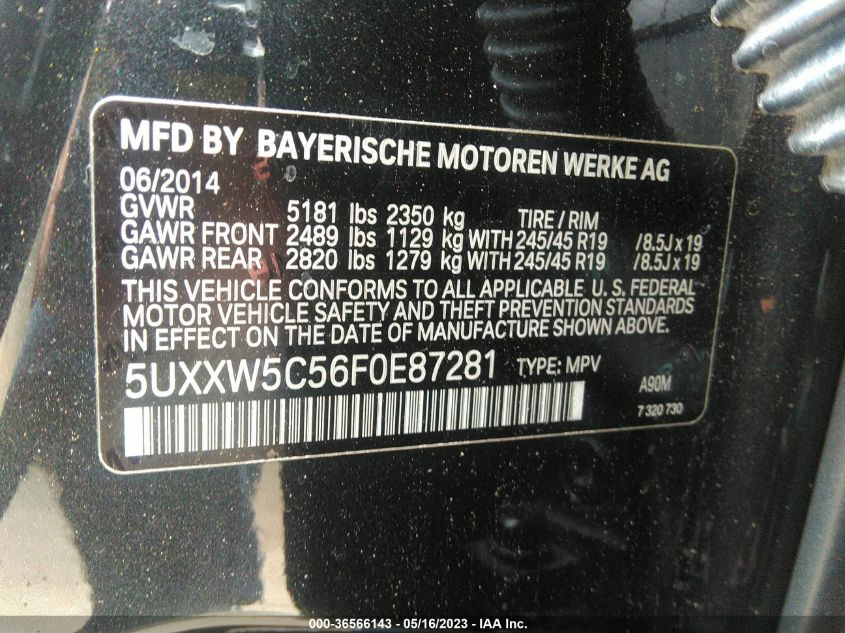 MFD BY BAYERISCHE MOTOREN WERKE AG
06/2014
GVWR 5181 lbs 2350 kg TIRE / RIM
GAWR FRONT 2489 lbs 1129 kg WITH 245/45 R19 /8.5J x 19
GAWR REAR 2820 lbs 1279 kg WITH 245/45 R19 /8.5J x 19
THIS VEHICLE CONFORMS TO ALL APPLICABLE U. S. FEDERAL
MOTOR VEHICLE SAFETY AND THEFT PREVENTION STANDARDS
IN EFFECT ON THE DATE OF MANUFACTURE SHOWN ABOVE.
5UXXW5C56F0E87281 TYPE: MPV
A90M
7 320 730
000-36566143 - 05/16/2023 - IAA Inc.